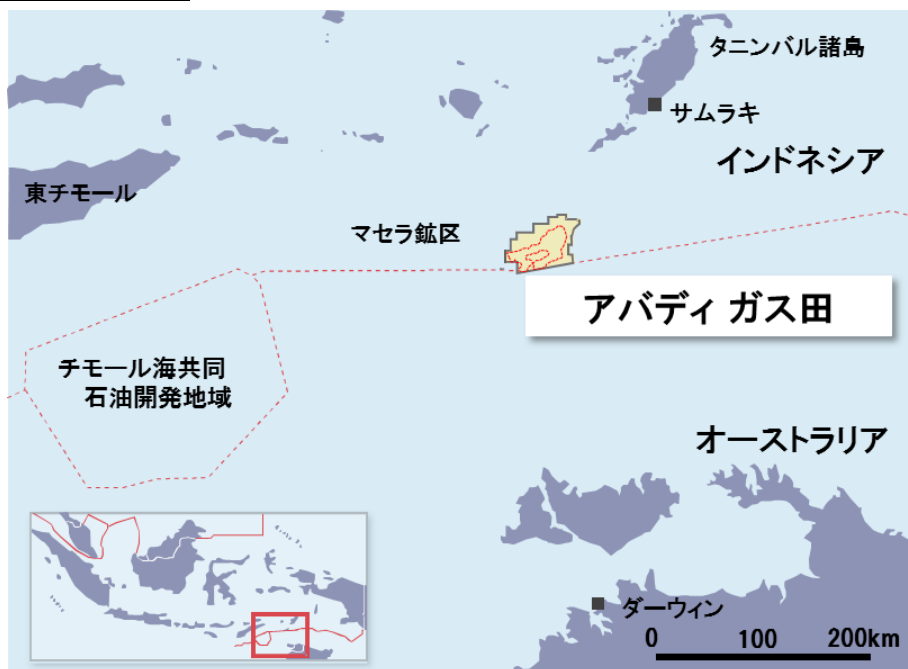 タニンバル諸島
サムラキ
インドネシア
東チモール
マセラ鉱区
アバディ ガス田
チモール海共同
石油開発地域
オーストラリア
ダーウィン
0 100 200km